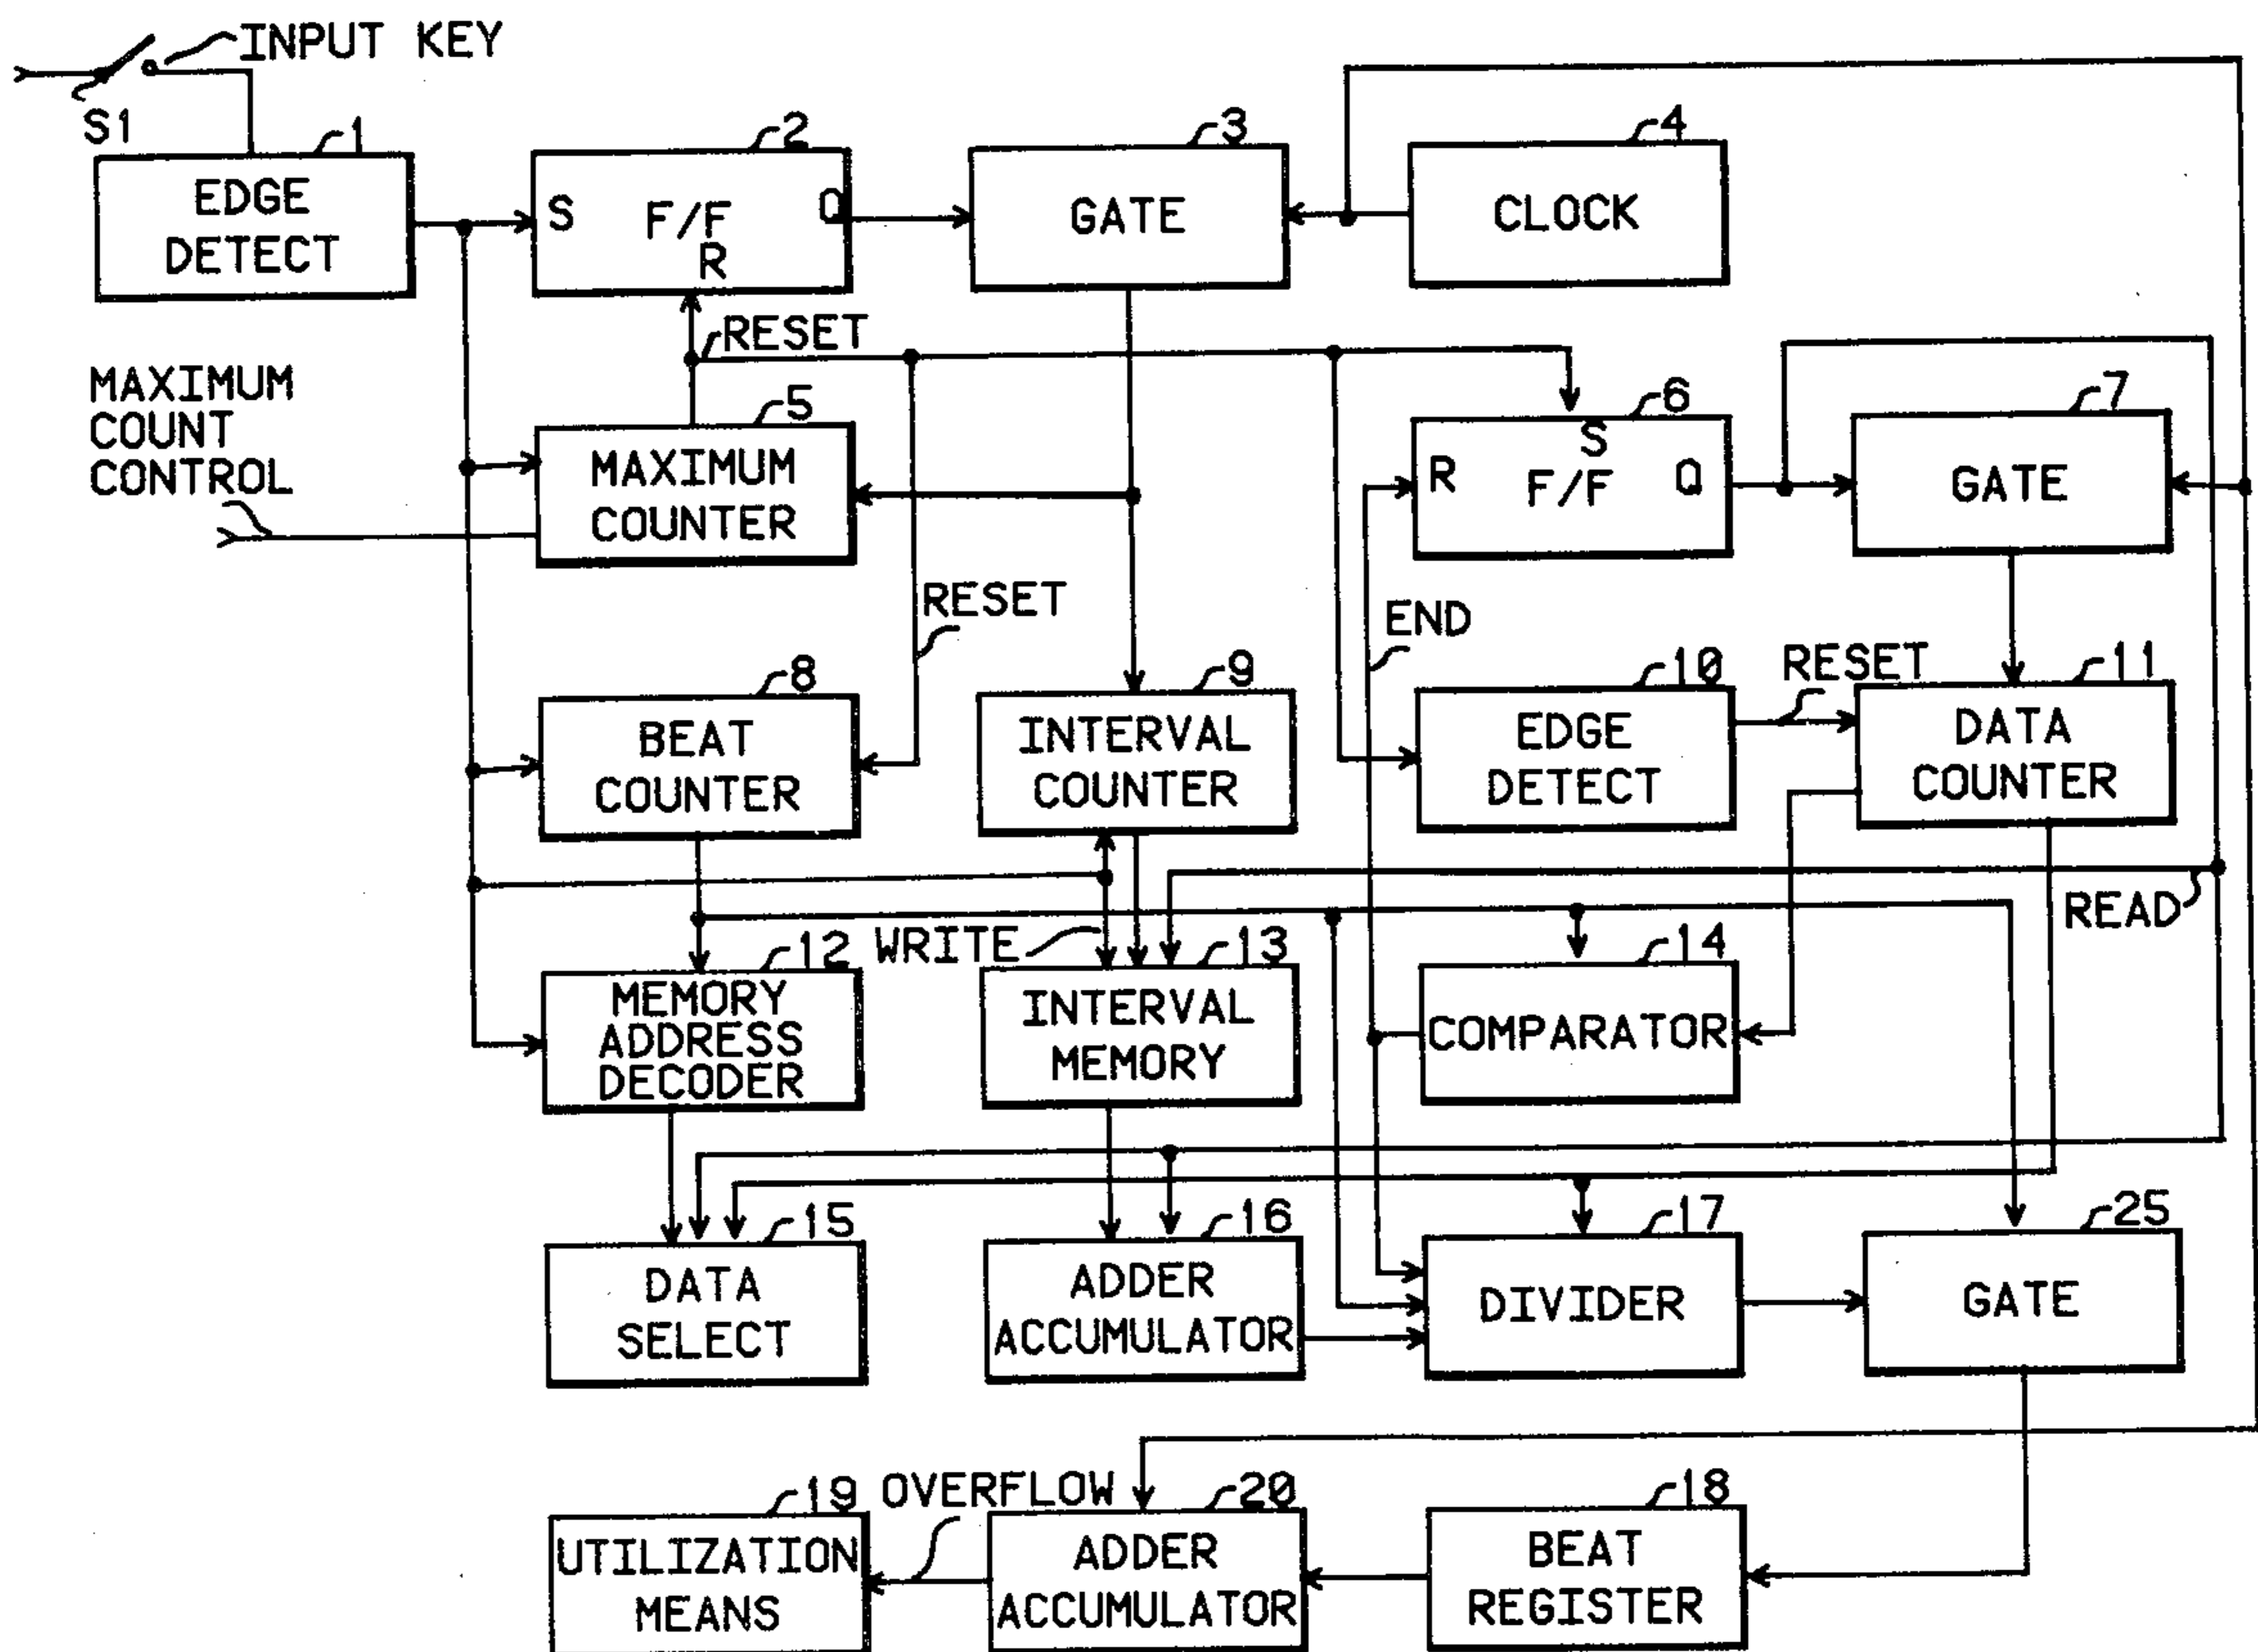 INPUT KEY
S1
1
EDGE
DETECT
2
S F/F Q
R
3
GATE
4
CLOCK
RESET
MAXIMUM
COUNT
CONTROL
5
MAXIMUM
COUNTER
6
S
R F/F Q
7
GATE
RESET
END
8
BEAT
COUNTER
9
INTERVAL
COUNTER
10
EDGE
DETECT
RESET
11
DATA
COUNTER
READ
WRITE
12
MEMORY
ADDRESS
DECODER
13
INTERVAL
MEMORY
14
COMPARATOR
15
DATA
SELECT
16
ADDER
ACCUMULATOR
17
DIVIDER
25
GATE
19
UTILIZATION
MEANS
OVERFLOW
20
ADDER
ACCUMULATOR
18
BEAT
REGISTER